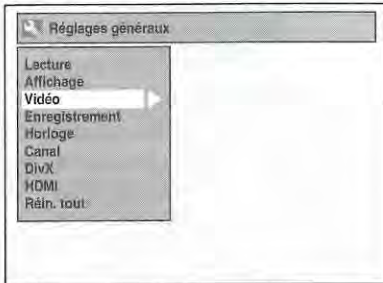 Réglages généraux
Lecture
Affichage
Vidéo
Enregistrement
Horloge
Canal
DivX
HDMI
Réin. tout